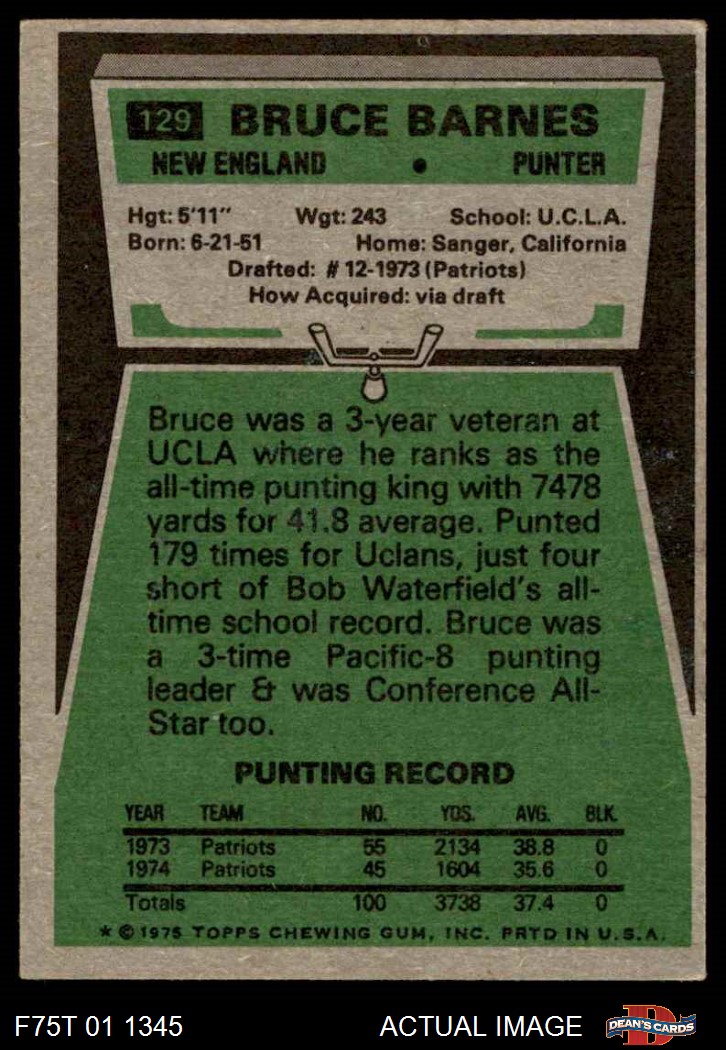 129 BRUCE BARNES
NEW ENGLAND • PUNTER
Hgt: 5'11" Wgt: 243 School: U.C.L.A.
Born: 6-21-51 Home: Sanger, California
Drafted: # 12-1973 (Patriots)
How Acquired: via draft
Bruce was a 3-year veteran at
UCLA where he ranks as the
all-time punting king with 7478
yards for 41.8 average. Punted
179 times for Uclans, just four
short of Bob Waterfield's all-
time school record. Bruce was
a 3-time Pacific-8 punting
leader & was Conference All-
Star too.
PUNTING RECORD
YEAR TEAM NO. YDS. AVG. BLK.
1973 Patriots 55 2134 38.8 0
1974 Patriots 45 1604 35.6 0
Totals 100 3738 37.4 0
* © 1975 TOPPS CHEWING GUM, INC. PRTD IN U.S.A.
F75T 01 1345 ACTUAL IMAGE D DEAN'S CARDS